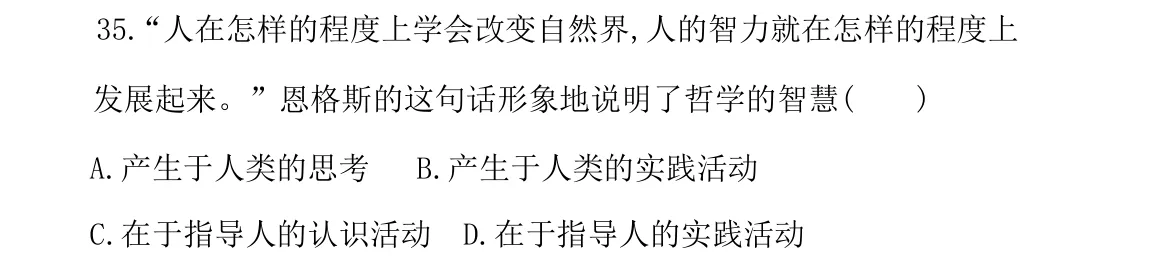 35.“人在怎样的程度上学会改变自然界,人的智力就在怎样的程度上
发展起来。”恩格斯的这句话形象地说明了哲学的智慧(　　)
A.产生于人类的思考　B.产生于人类的实践活动
C.在于指导人的认识活动　D.在于指导人的实践活动